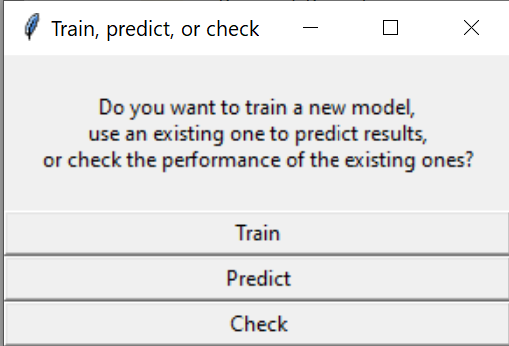 Train, predict, or check
Do you want to train a new model,
use an existing one to predict results,
or check the performance of the existing ones?
Train
Predict
Check